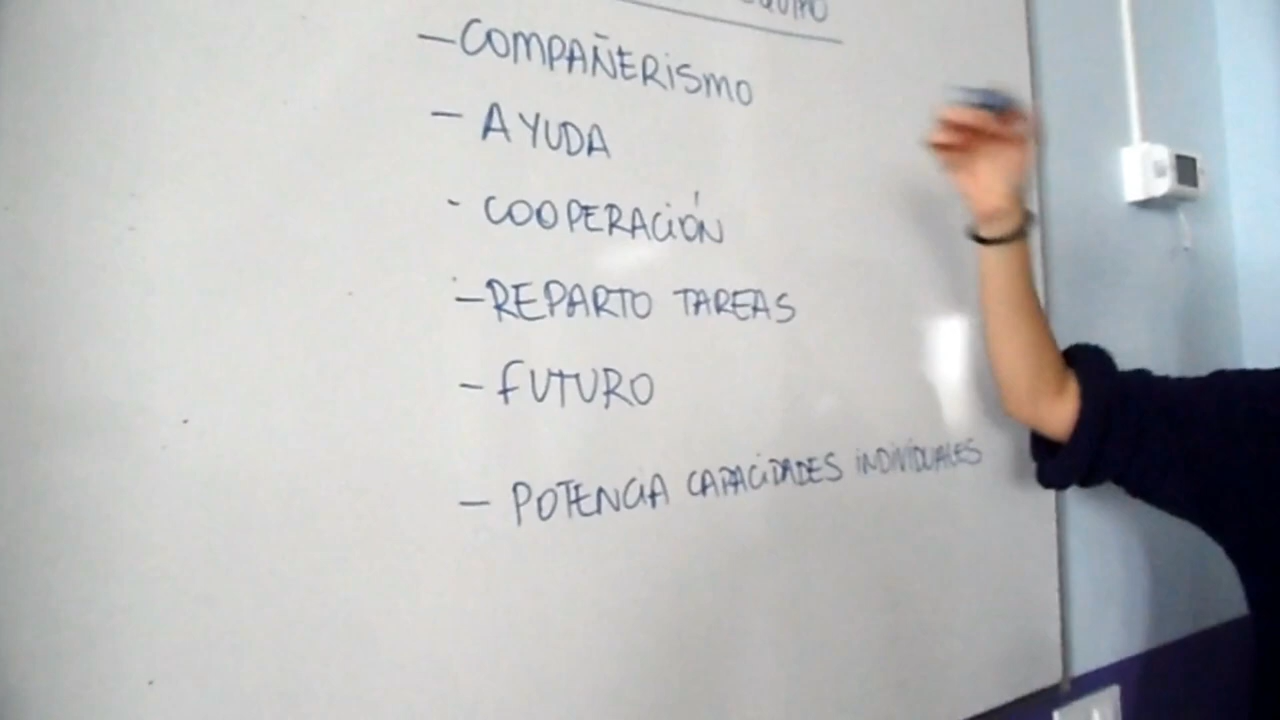 — COMPAÑERISMO
— AYUDA
- COOPERACIÓN
— REPARTO TAREAS
— FUTURO
— POTENCIA CAPACIDADES INDIVIDUALES